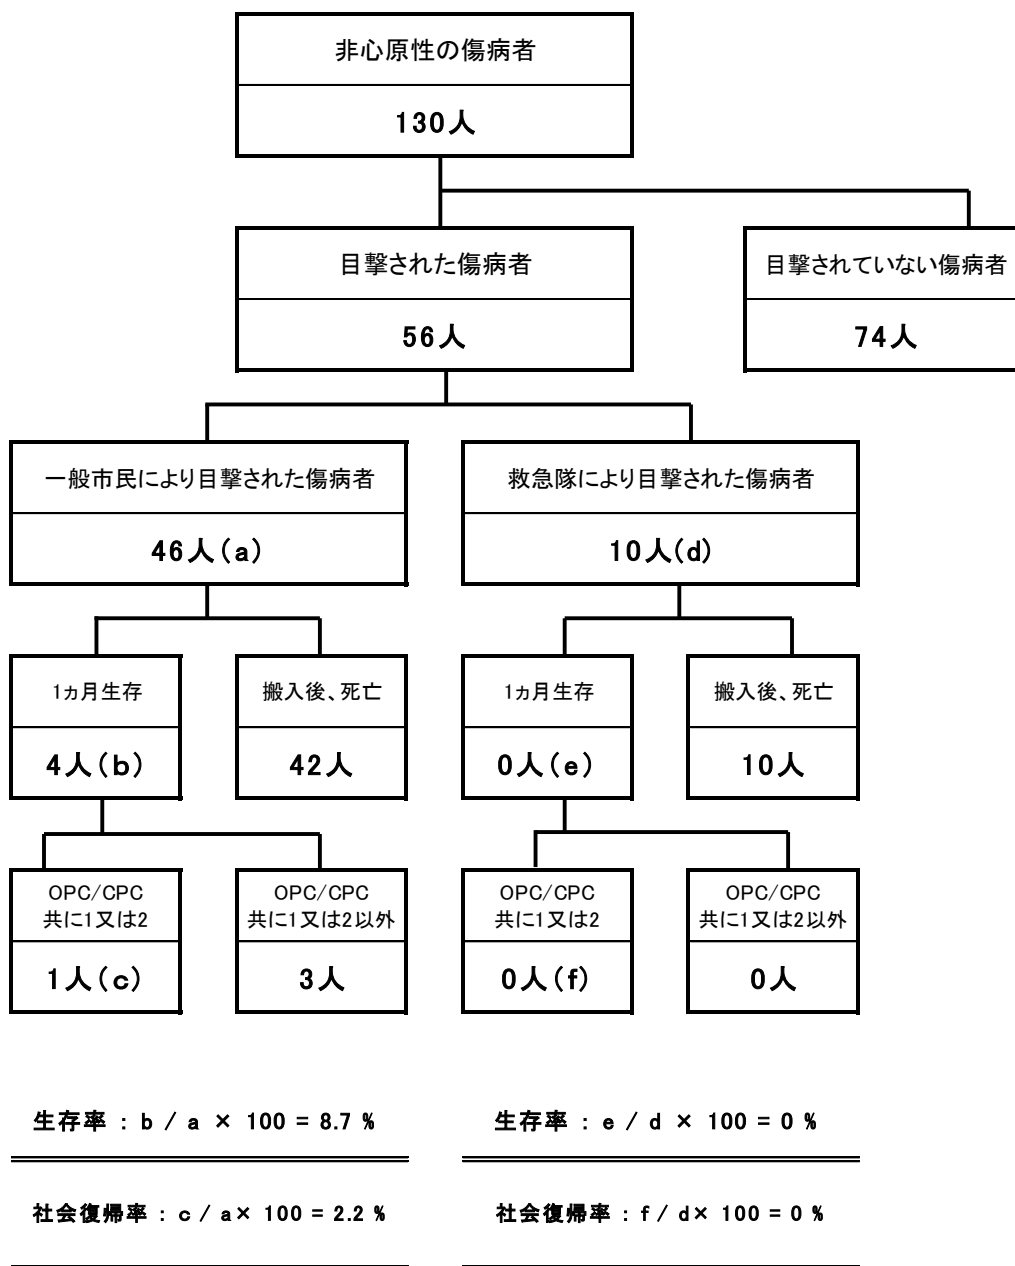 非心原性の傷病者
130人
目撃された傷病者
56人
目撃されていない傷病者
74人
一般市民により目撃された傷病者
46人(a)
救急隊により目撃された傷病者
10人(d)
1ヵ月生存
4人(b)
搬入後、死亡
42人
1ヵ月生存
0人(e)
搬入後、死亡
10人
OPC/CPC
共に1又は2
1人(c)
OPC/CPC
共に1又は2以外
3人
OPC/CPC
共に1又は2
0人(f)
OPC/CPC
共に1又は2以外
0人
生存率 : b / a × 100 = 8.7 %
生存率 : e / d × 100 = 0 %
社会復帰率 : c / a× 100 = 2.2 %
社会復帰率 : f / d× 100 = 0 %